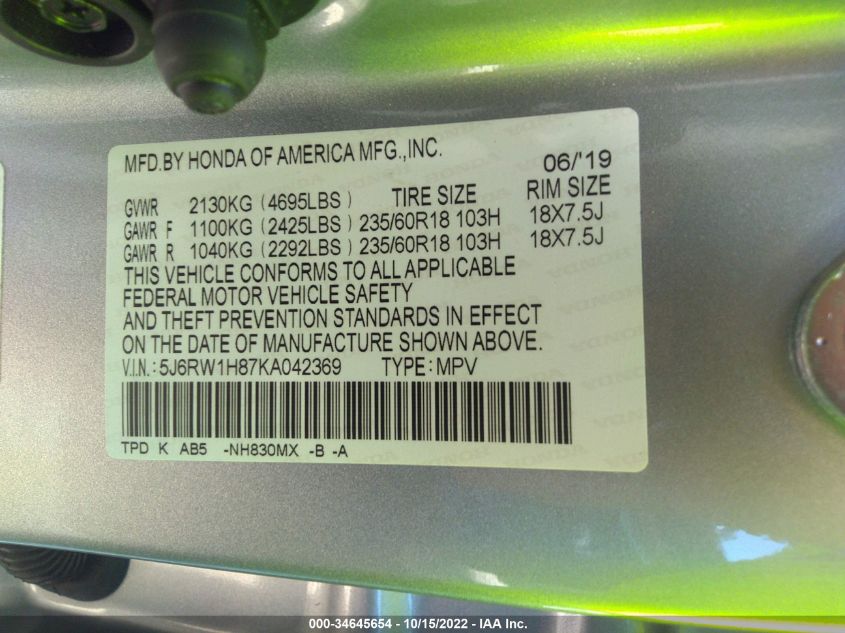 MFD.BY HONDA OF AMERICA MFG.,INC. 06/'19
GVWR 2130KG (4695LBS) TIRE SIZE RIM SIZE
GAWR F 1100KG (2425LBS) 235/60R18 103H 18X7.5J
GAWR R 1040KG (2292LBS) 235/60R18 103H 18X7.5J
THIS VEHICLE CONFORMS TO ALL APPLICABLE
FEDERAL MOTOR VEHICLE SAFETY
AND THEFT PREVENTION STANDARDS IN EFFECT
ON THE DATE OF MANUFACTURE SHOWN ABOVE.
V.I.N.: 5J6RW1H87KA042369 TYPE: MPV
TPD K AB5 -NH830MX -B -A
000-34645654 - 10/15/2022 - IAA Inc.